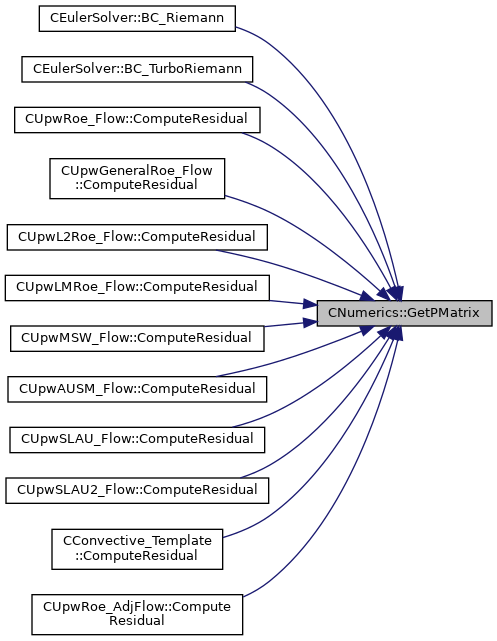 CEulerSolver::BC_Riemann
CEulerSolver::BC_TurboRiemann
CUpwRoe_Flow::ComputeResidual
CUpwGeneralRoe_Flow
::ComputeResidual
CUpwL2Roe_Flow::ComputeResidual
CUpwLMRoe_Flow::ComputeResidual
CNumerics::GetPMatrix
CUpwMSW_Flow::ComputeResidual
CUpwAUSM_Flow::ComputeResidual
CUpwSLAU_Flow::ComputeResidual
CUpwSLAU2_Flow::ComputeResidual
CConvective_Template
::ComputeResidual
CUpwRoe_AdjFlow::Compute
Residual